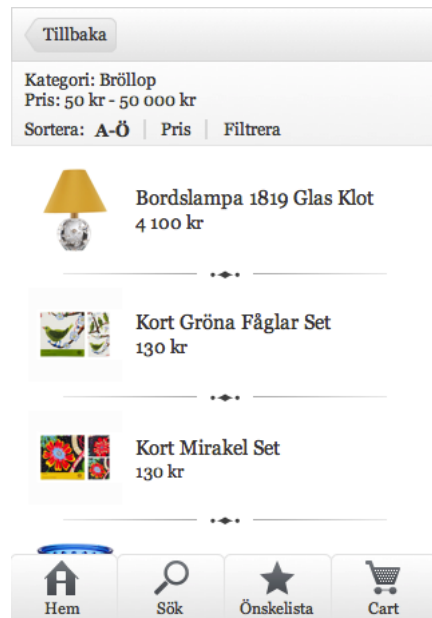 Tillbaka
Kategori: Bröllop
Pris: 50 kr - 50 000 kr
Sortera: A-Ö | Pris | Filtrera
Bordslampa 1819 Glas Klot
4 100 kr
Kort Gröna Fåglar Set
130 kr
Kort Mirakel Set
130 kr
Hem Sök Önskelista Cart